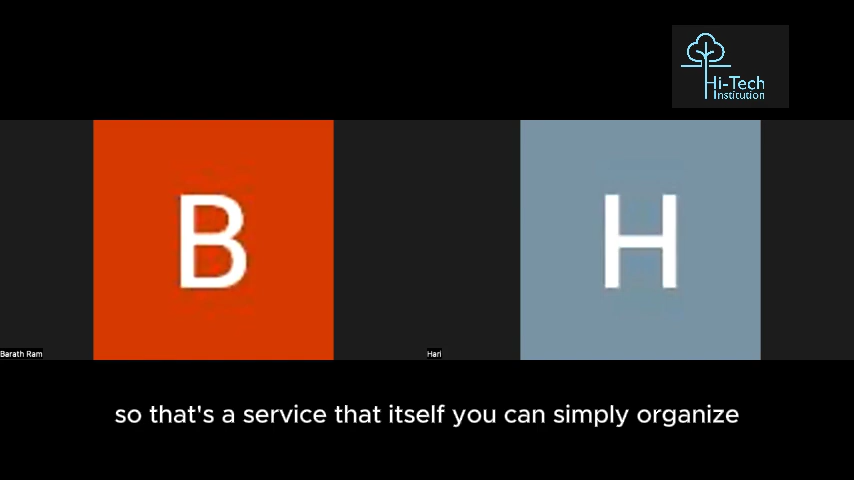 Hi-Tech
Institution
B
H
Barath Ram
Hari
so that's a service that itself you can simply organize